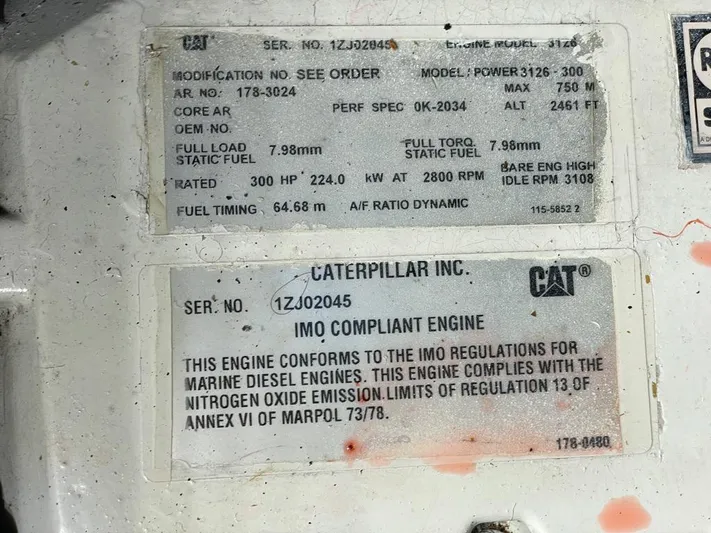 CAT SER. NO. 1ZJ02045 ENGINE MODEL 3126
MODIFICATION NO. SEE ORDER MODEL/POWER 3126 - 300
AR. NO.: 178-3024 MAX 750 M
CORE AR PERF SPEC 0K-2034 ALT 2461 FT
OEM NO.
FULL LOAD STATIC FUEL 7.98mm FULL TORQ. STATIC FUEL 7.98mm
RATED 300 HP 224.0 kW AT 2800 RPM BARE ENG HIGH IDLE RPM 3108
FUEL TIMING 64.68 m A/F RATIO DYNAMIC 115-5852 2
CATERPILLAR INC. CAT®
SER. NO. 1ZJ02045
IMO COMPLIANT ENGINE
THIS ENGINE CONFORMS TO THE IMO REGULATIONS FOR
MARINE DIESEL ENGINES. THIS ENGINE COMPLIES WITH THE
NITROGEN OXIDE EMISSION LIMITS OF REGULATION 13 OF
ANNEX VI OF MARPOL 73/78.
178-0480